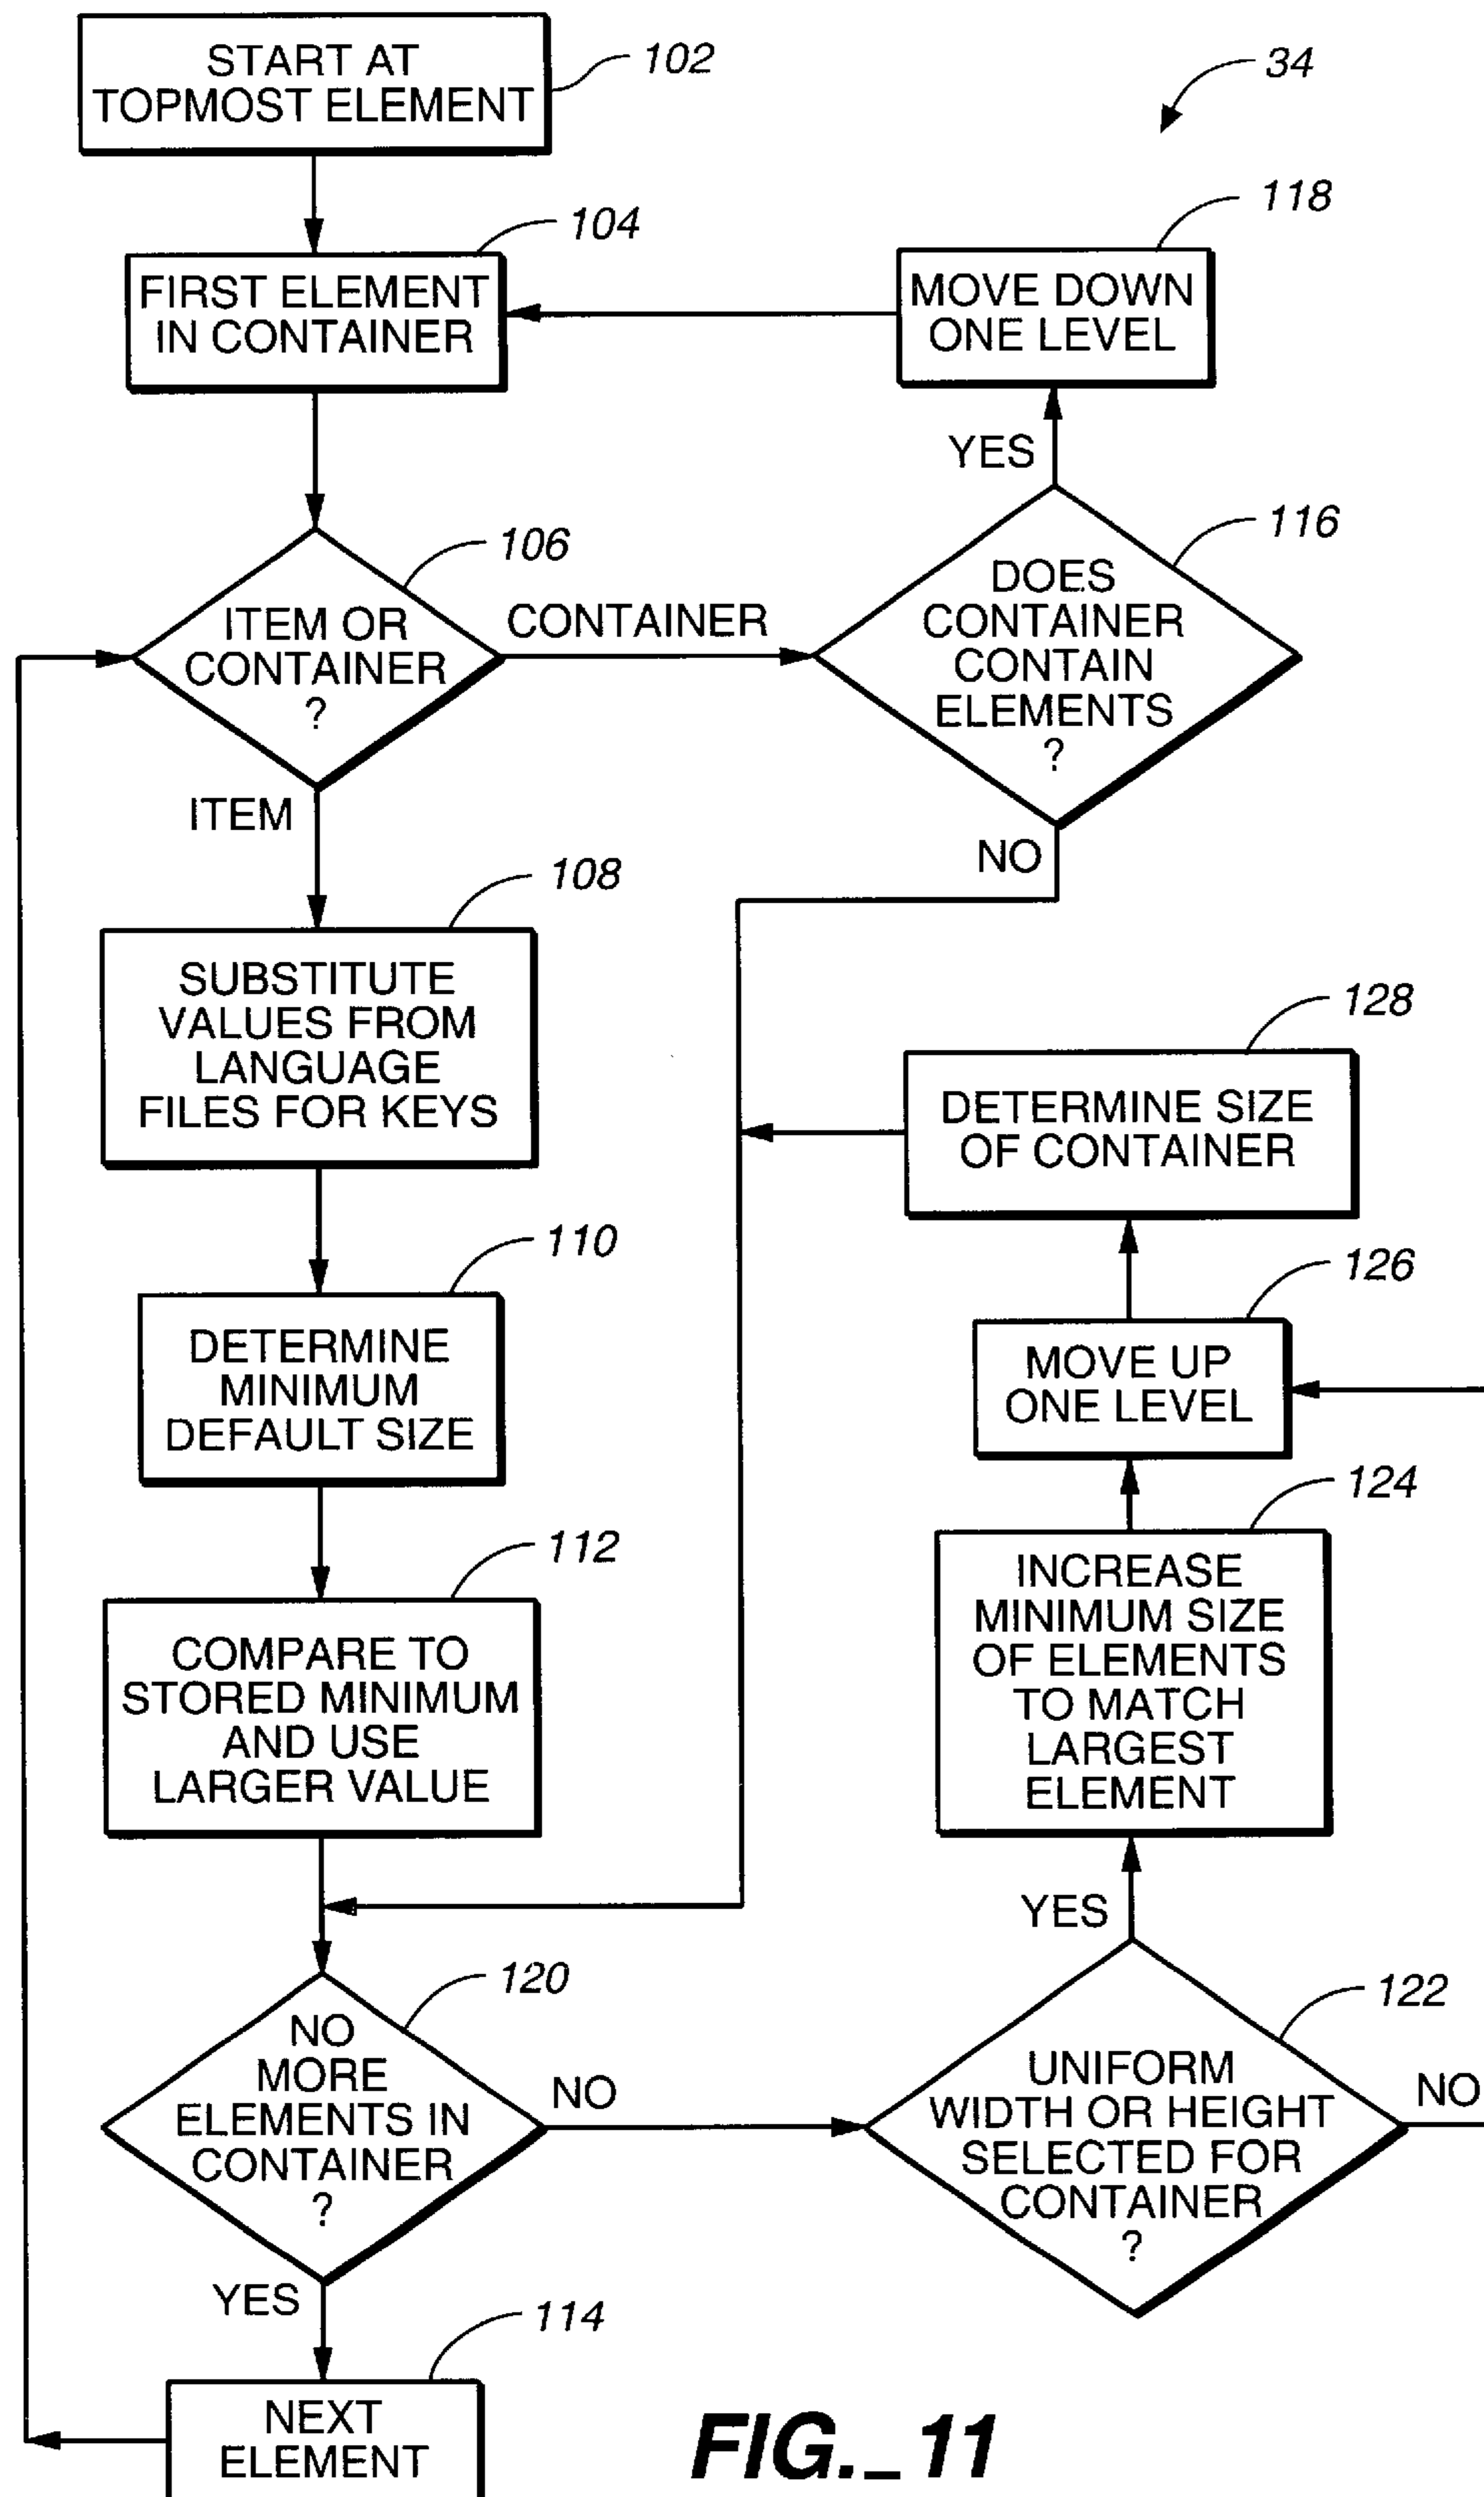 START AT
TOPMOST ELEMENT
102
34
118
104
FIRST ELEMENT
IN CONTAINER
MOVE DOWN
ONE LEVEL
YES
106
116
ITEM OR
CONTAINER
?
CONTAINER
DOES
CONTAINER
CONTAIN
ELEMENTS
?
ITEM
NO
108
SUBSTITUTE
VALUES FROM
LANGUAGE
FILES FOR KEYS
128
DETERMINE SIZE
OF CONTAINER
110
DETERMINE
MINIMUM
DEFAULT SIZE
126
MOVE UP
ONE LEVEL
124
112
COMPARE TO
STORED MINIMUM
AND USE
LARGER VALUE
INCREASE
MINIMUM SIZE
OF ELEMENTS
TO MATCH
LARGEST
ELEMENT
YES
120
122
NO
MORE
ELEMENTS IN
CONTAINER
?
NO
UNIFORM
WIDTH OR HEIGHT
SELECTED FOR
CONTAINER
?
NO
YES
114
NEXT
ELEMENT
FIG._11